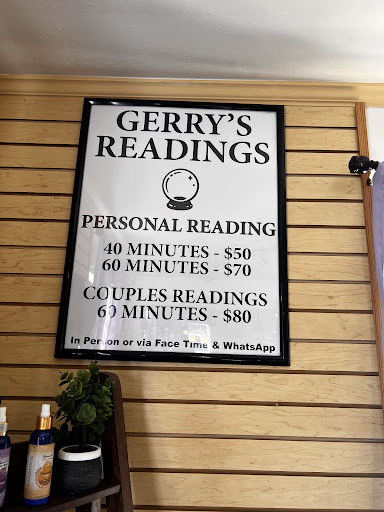 GERRY'S
READINGS
PERSONAL READING
40 MINUTES - $50
60 MINUTES - $70
COUPLES READINGS
60 MINUTES - $80
In Person or via Face Time & WhatsApp